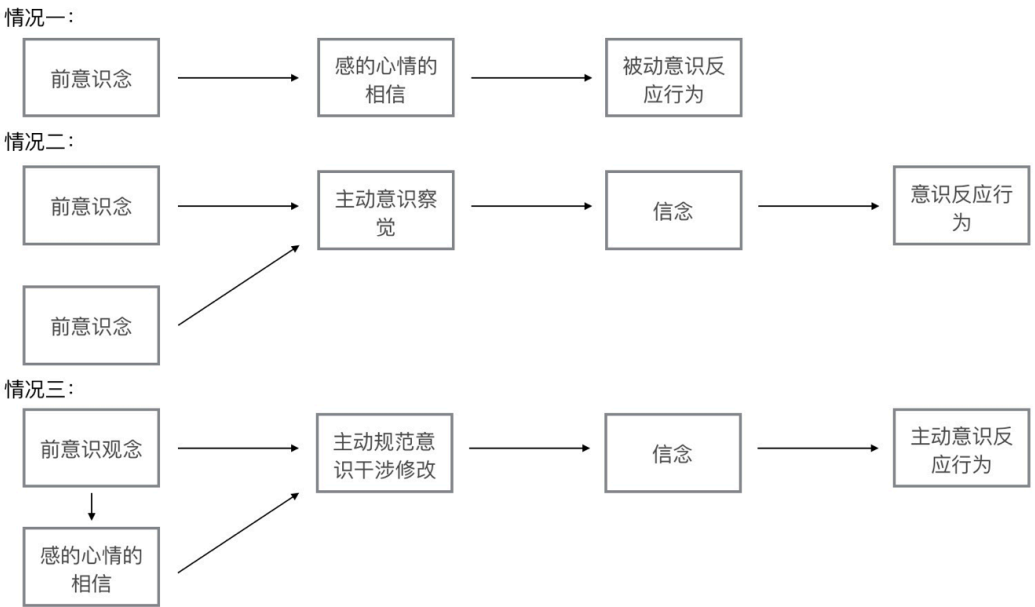 情况一：
前意识念
感的心情的
相信
被动意识反
应行为
情况二：
前意识念
主动意识察
觉
信念
意识反应行
为
前意识念
情况三：
前意识观念
主动规范意
识干涉修改
信念
主动意识反
应行为
感的心情的
相信